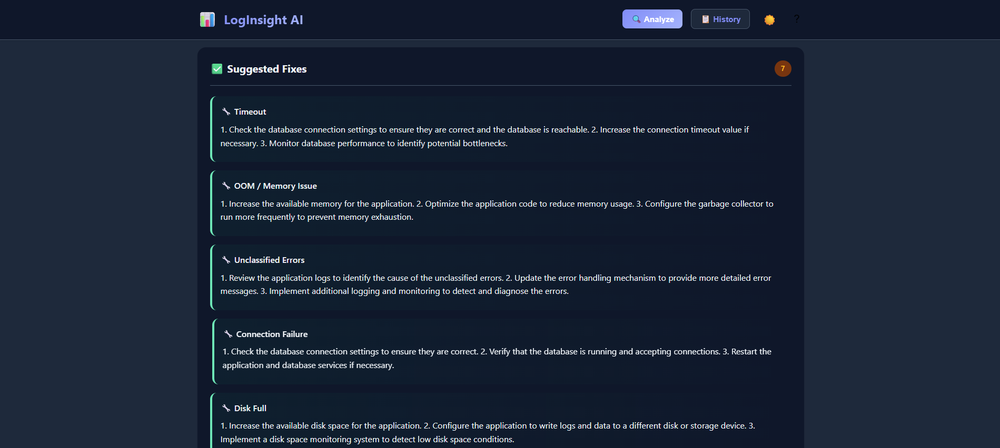 LogInsight AI
Analyze
History
?
Suggested Fixes
7
Timeout
1. Check the database connection settings to ensure they are correct and the database is reachable. 2. Increase the connection timeout value if
necessary. 3. Monitor database performance to identify potential bottlenecks.
OOM / Memory Issue
1. Increase the available memory for the application. 2. Optimize the application code to reduce memory usage. 3. Configure the garbage collector to
run more frequently to prevent memory exhaustion.
Unclassified Errors
1. Review the application logs to identify the cause of the unclassified errors. 2. Update the error handling mechanism to provide more detailed error
messages. 3. Implement additional logging and monitoring to detect and diagnose the errors.
Connection Failure
1. Check the database connection settings to ensure they are correct. 2. Verify that the database is running and accepting connections. 3. Restart the
application and database services if necessary.
Disk Full
1. Increase the available disk space for the application. 2. Configure the application to write logs and data to a different disk or storage device. 3.
Implement a disk space monitoring system to detect low disk space conditions.